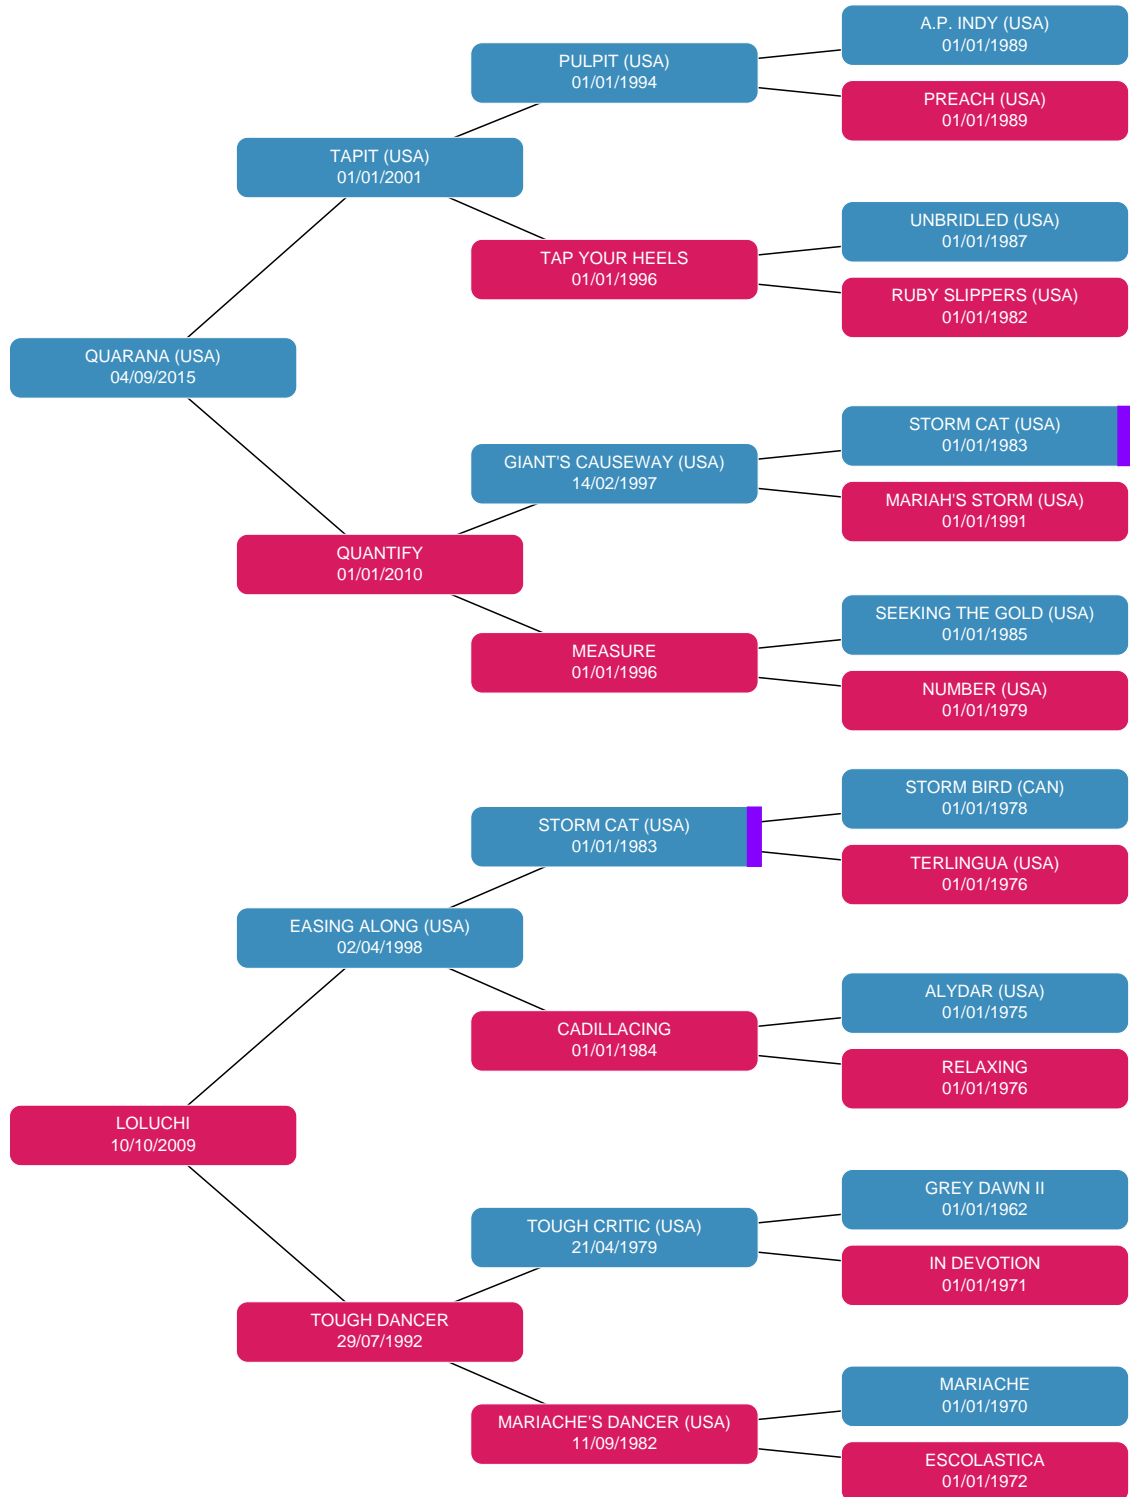 A.P. INDY (USA)
01/01/1989
PULPIT (USA)
01/01/1994
PREACH (USA)
01/01/1989
TAPIT (USA)
01/01/2001
UNBRIDLED (USA)
01/01/1987
TAP YOUR HEELS
01/01/1996
RUBY SLIPPERS (USA)
01/01/1982
QUARANA (USA)
04/09/2015
STORM CAT (USA)
01/01/1983
GIANT'S CAUSEWAY (USA)
14/02/1997
MARIAH'S STORM (USA)
01/01/1991
QUANTIFY
01/01/2010
SEEKING THE GOLD (USA)
01/01/1985
MEASURE
01/01/1996
NUMBER (USA)
01/01/1979
STORM BIRD (CAN)
01/01/1978
STORM CAT (USA)
01/01/1983
TERLINGUA (USA)
01/01/1976
EASING ALONG (USA)
02/04/1998
ALYDAR (USA)
01/01/1975
CADILLACING
01/01/1984
RELAXING
01/01/1976
LOLUCHI
10/10/2009
GREY DAWN II
01/01/1962
TOUGH CRITIC (USA)
21/04/1979
IN DEVOTION
01/01/1971
TOUGH DANCER
29/07/1992
MARIACHE
01/01/1970
MARIACHE'S DANCER (USA)
11/09/1982
ESCOLASTICA
01/01/1972